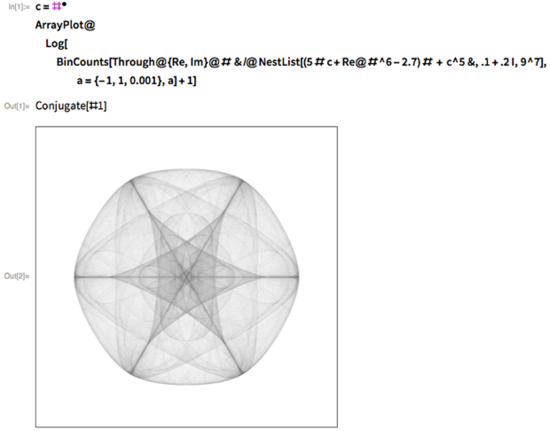 In[1]:= c = #*
ArrayPlot@
Log[
BinCounts[Through@{Re, Im}@# & /@ NestList[(5 # c + Re@#^6 - 2.7) # + c^5 &, .1 + .2 I, 9^7],
a = {-1, 1, 0.001}, a] + 1]
Out[1]= Conjugate[#1]
Out[2]=